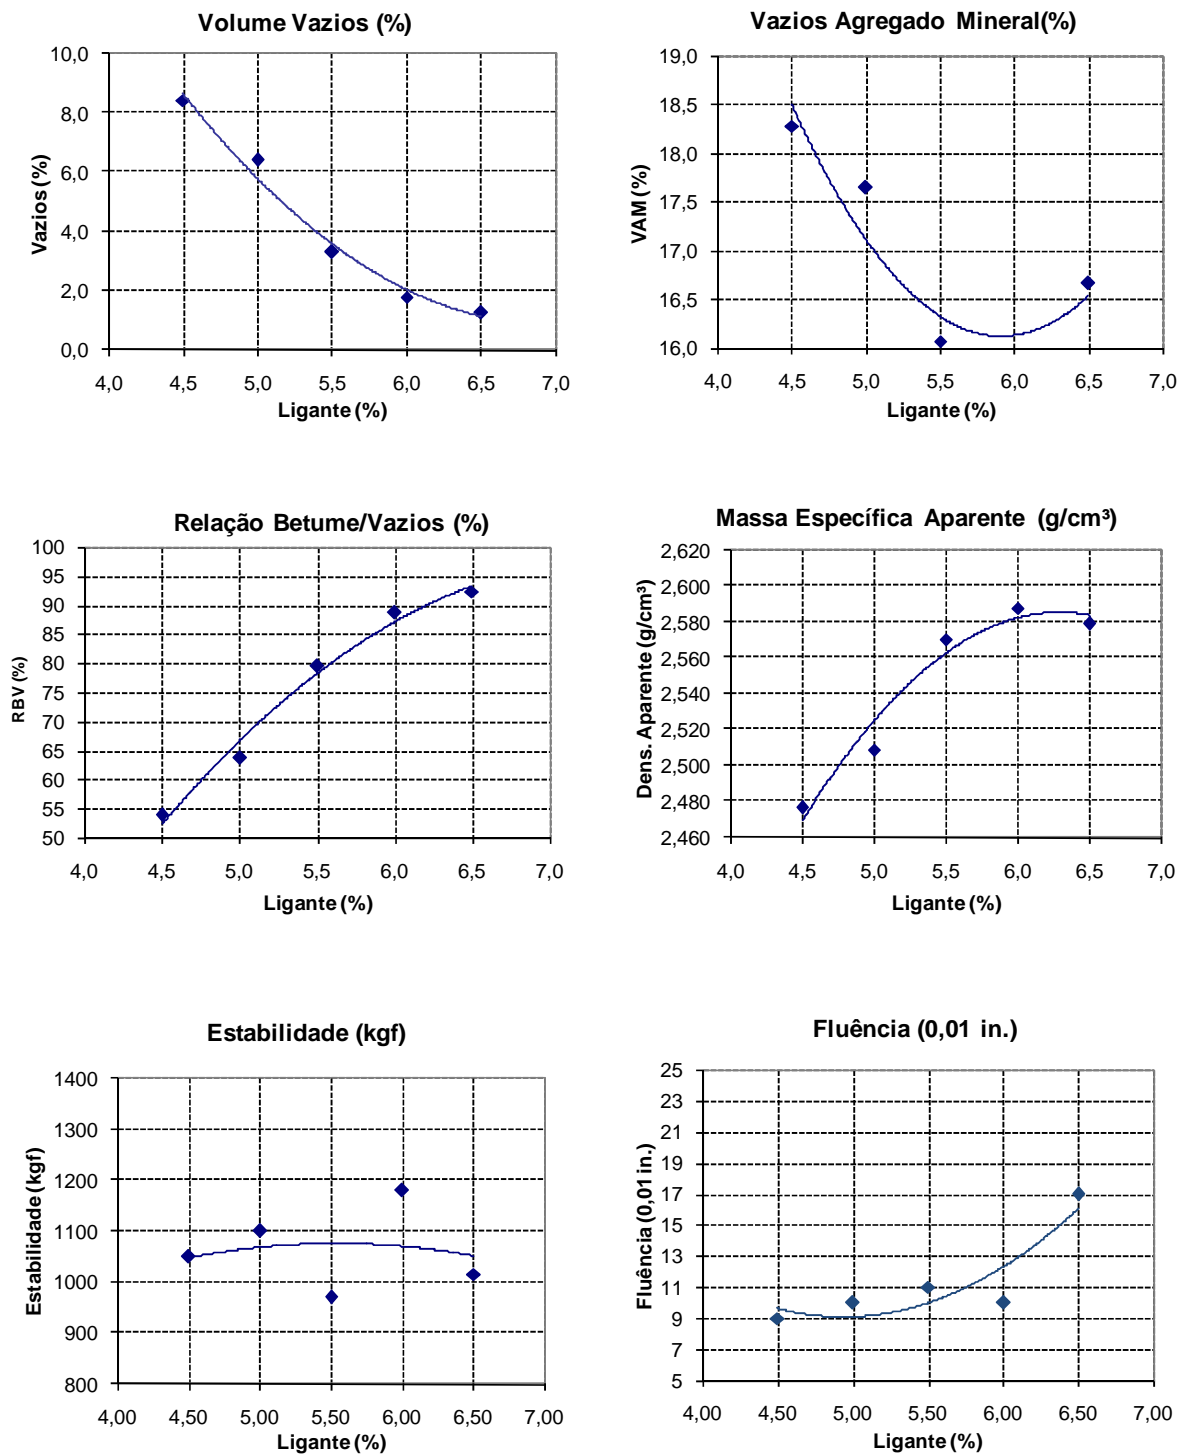 Volume Vazios (%)
10,0
8,0
6,0
4,0
2,0
0,0
Vazios (%)
4,0 4,5 5,0 5,5 6,0 6,5 7,0
Ligante (%)
Vazios Agregado Mineral(%)
19,0
18,5
18,0
17,5
17,0
16,5
16,0
VAM (%)
4,0 4,5 5,0 5,5 6,0 6,5 7,0
Ligante (%)
Relação Betume/Vazios (%)
100
95
90
85
80
75
70
65
60
55
50
RBV (%)
4,0 4,5 5,0 5,5 6,0 6,5 7,0
Ligante (%)
Massa Específica Aparente (g/cm³)
2,620
2,600
2,580
2,560
2,540
2,520
2,500
2,480
2,460
Dens. Aparente (g/cm³)
4,0 4,5 5,0 5,5 6,0 6,5 7,0
Ligante (%)
Estabilidade (kgf)
1400
1300
1200
1100
1000
900
800
Estabilidade (kgf)
4,00 4,50 5,00 5,50 6,00 6,50 7,00
Ligante (%)
Fluência (0,01 in.)
25
23
21
19
17
15
13
11
9
7
5
Fluência (0,01 in.)
4,00 4,50 5,00 5,50 6,00 6,50 7,00
Ligante (%)